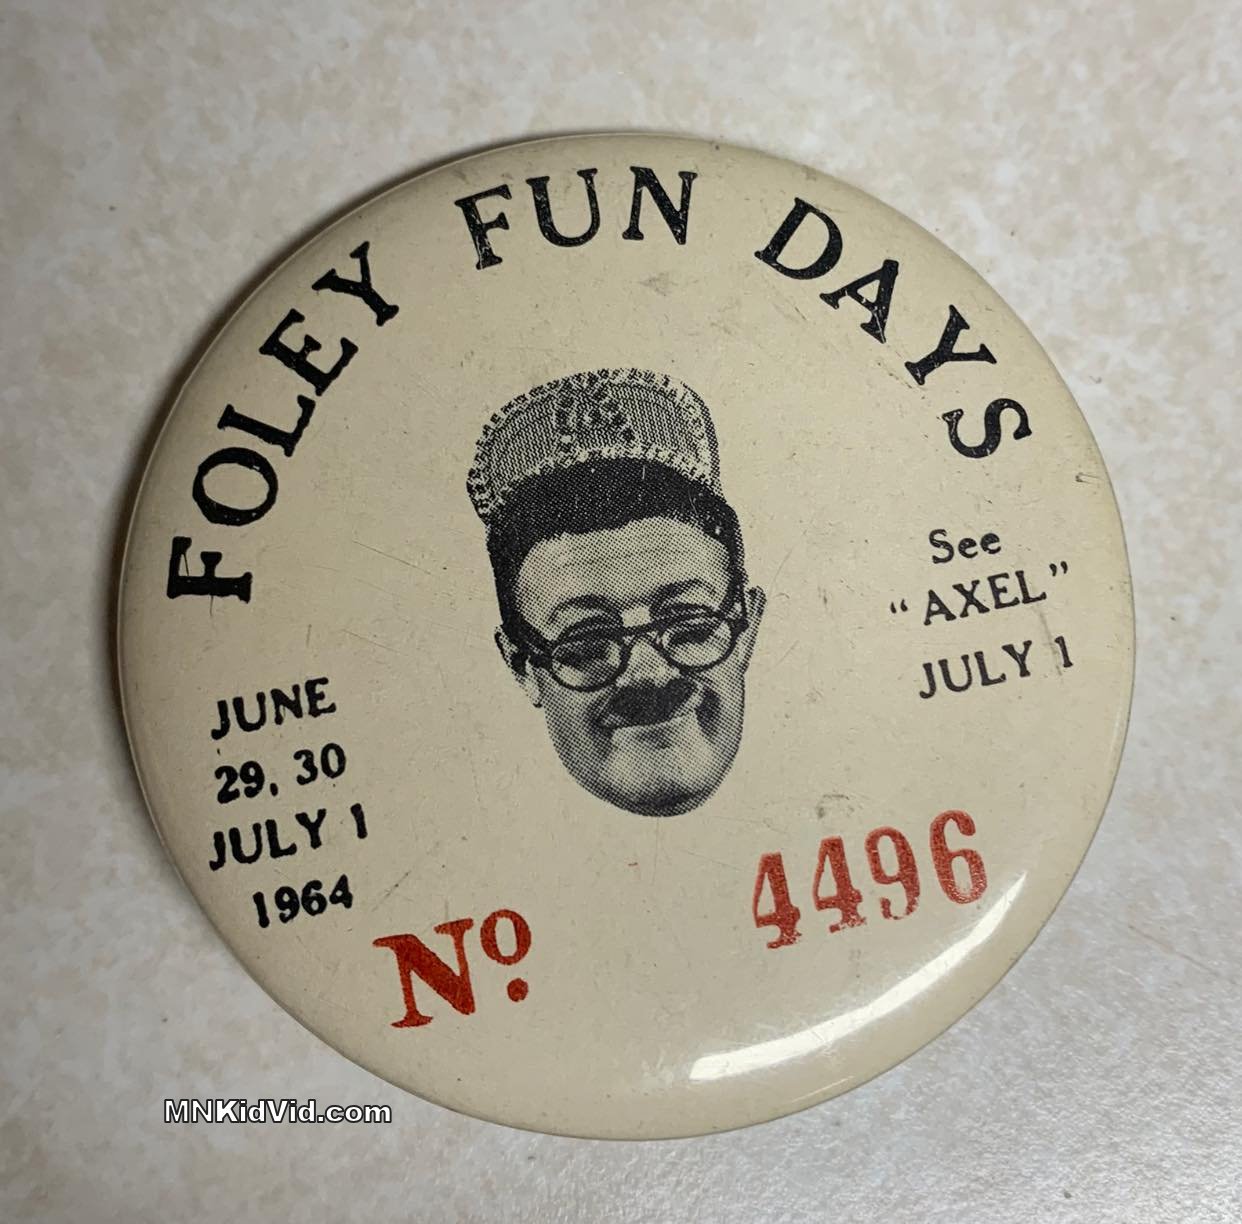 FOLEY FUN DAYS
See
"AXEL"
JULY 1
JUNE
29, 30
JULY 1
1964
No. 4496
MNKidVid.com